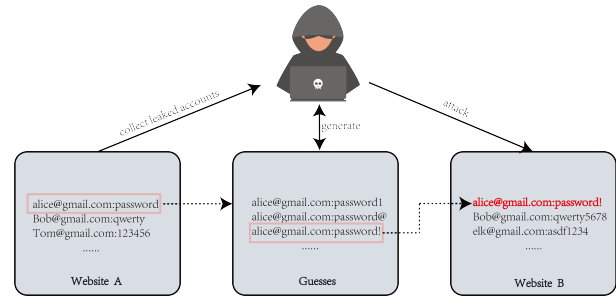 collect leaked accounts
generate
attack
alice@gmail.com:password
Bob@gmail.com:qwerty
Tom@gmail.com:123456
......
Website A
alice@gmail.com:password1
alice@gmail.com:password@
alice@gmail.com:password!
......
Guesses
alice@gmail.com:password!
Bob@gmail.com:qwerty5678
elk@gmail.com:asdf1234
......
Website B